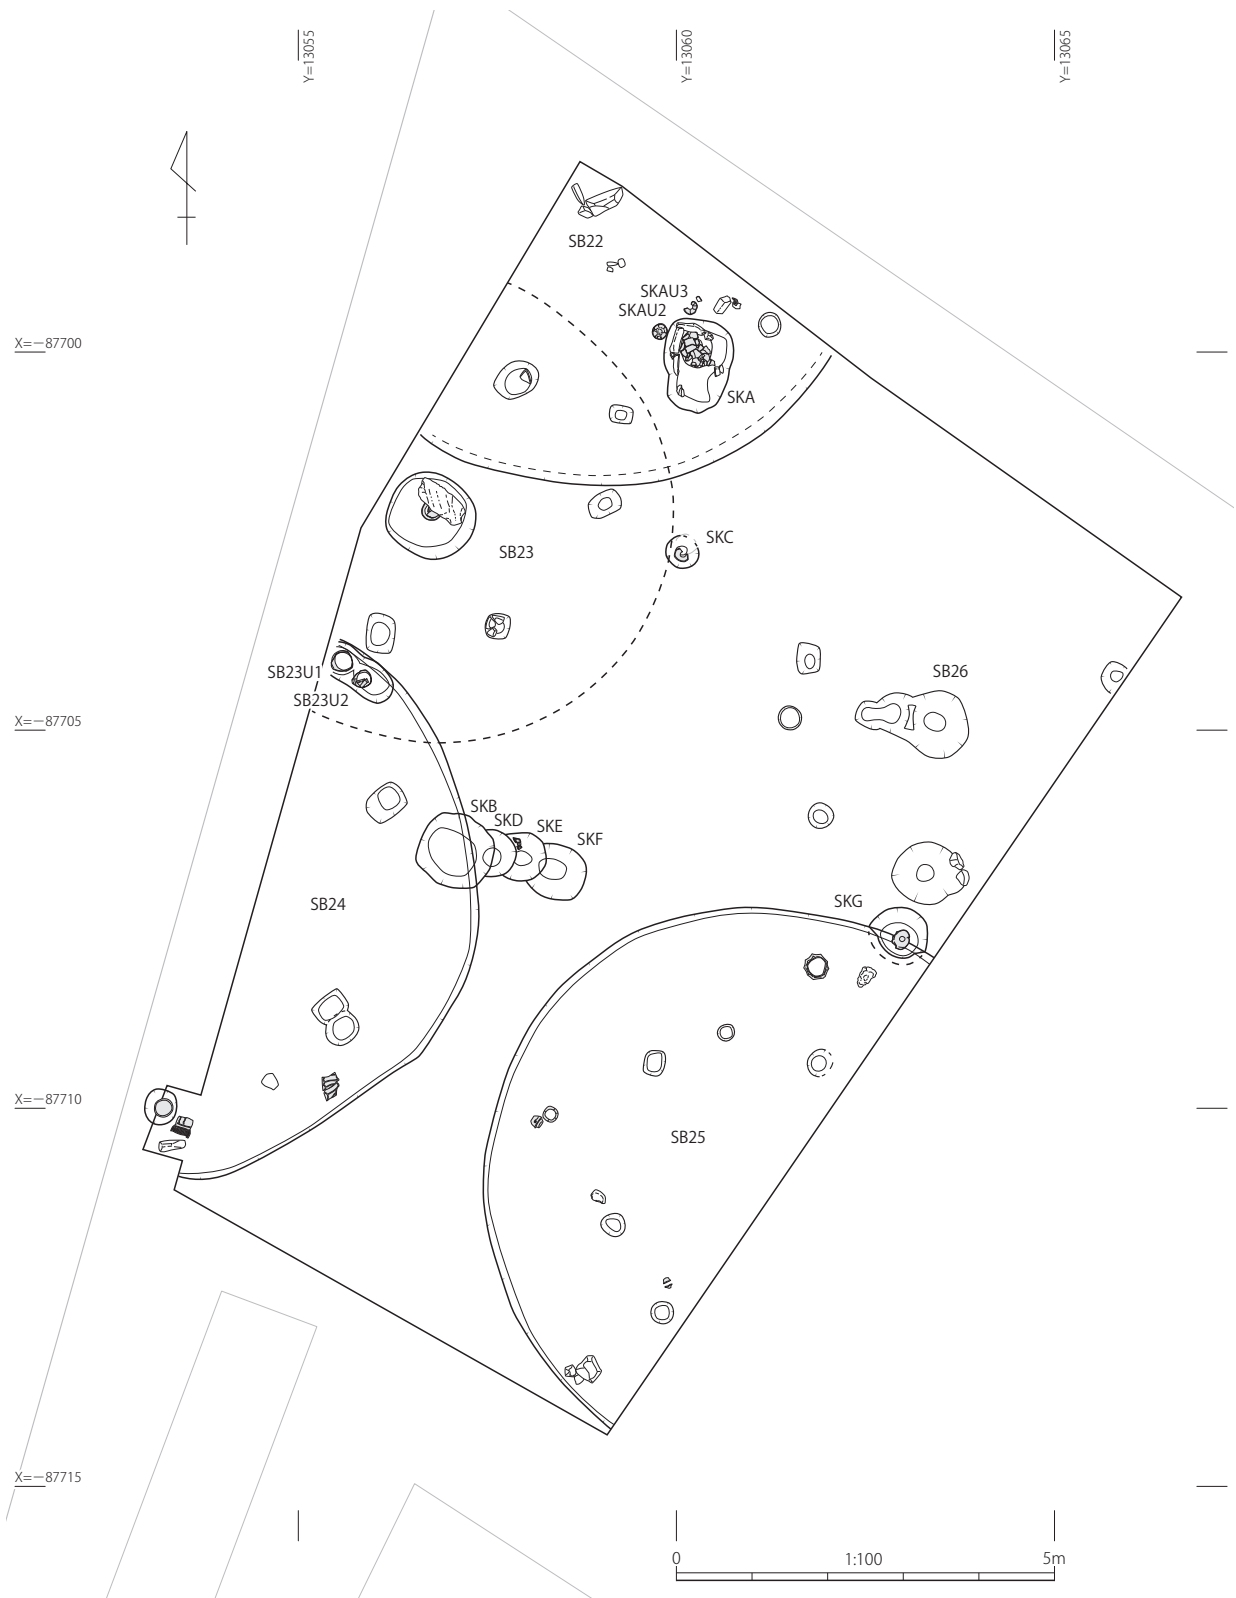 Y=13055
Y=13060
Y=13065
SB22
SKAU3
SKAU2
X=−87700
SKA
SKC
SB23
SB23U1
SB26
SB23U2
X=−87705
SKB
SKD
SKE
SKF
SB24
SKG
X=−87710
SB25
X=−87715
0 1:100 5m